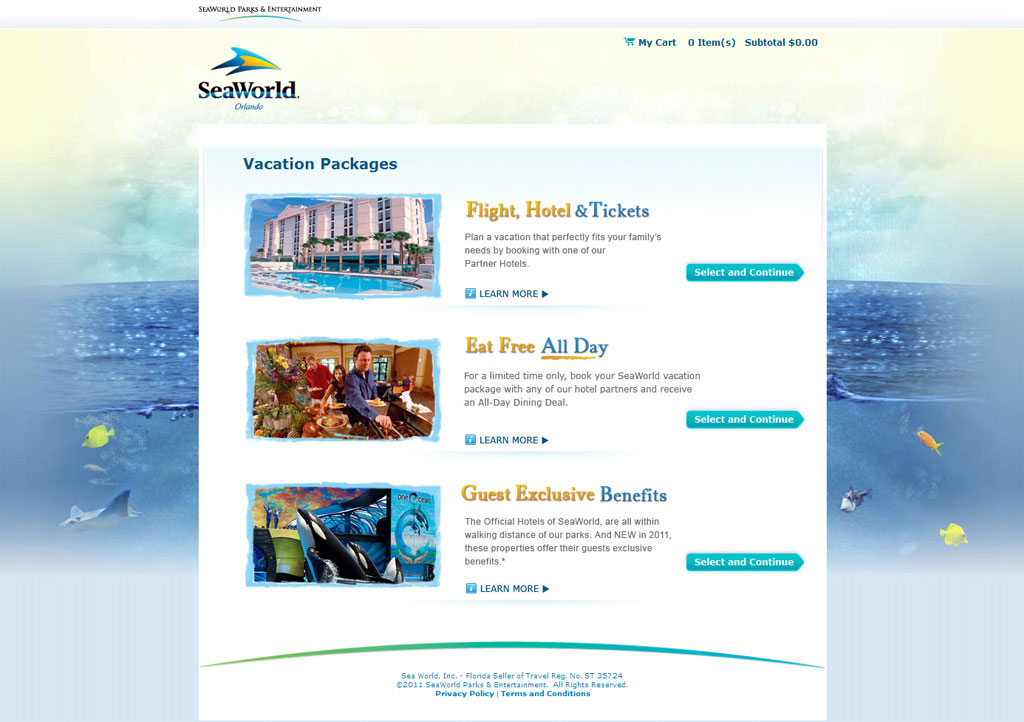 SEAWORLD PARKS & ENTERTAINMENT
My Cart 0 Item(s) Subtotal $0.00
SeaWorld.
Orlando
Vacation Packages
Flight, Hotel & Tickets
Plan a vacation that perfectly fits your family's
needs by booking with one of our
Partner Hotels.
Select and Continue
i LEARN MORE ▶
Eat Free All Day
For a limited time only, book your SeaWorld vacation
package with any of our hotel partners and receive
an All-Day Dining Deal.
Select and Continue
i LEARN MORE ▶
one ocean
Guest Exclusive Benefits
The Official Hotels of SeaWorld, are all within
walking distance of our parks. And NEW in 2011,
these properties offer their guests exclusive
benefits.*
Select and Continue
i LEARN MORE ▶
Sea World, Inc. - Florida Seller of Travel Reg. No. ST 35724
©2011 SeaWorld Parks & Entertainment. All Rights Reserved.
Privacy Policy | Terms and Conditions